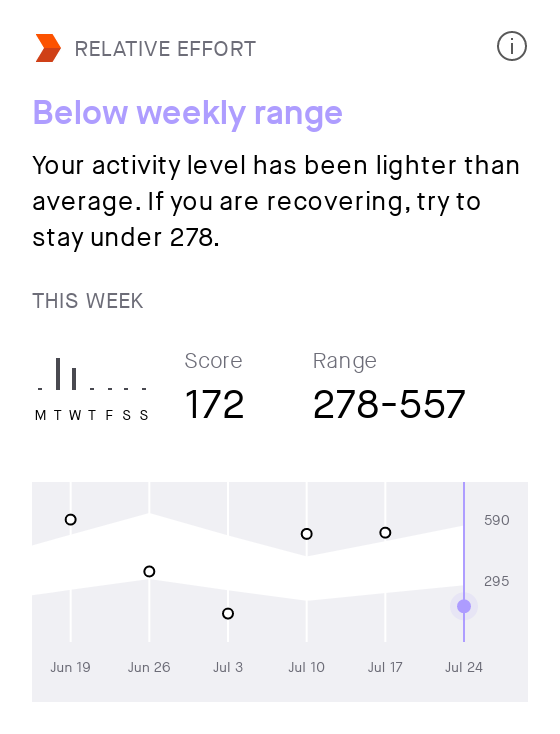 RELATIVE EFFORT
Below weekly range
Your activity level has been lighter than
average. If you are recovering, try to
stay under 278.
THIS WEEK
Score Range
172 278-557
M T W T F S S
590
295
Jun 19 Jun 26 Jul 3 Jul 10 Jul 17 Jul 24